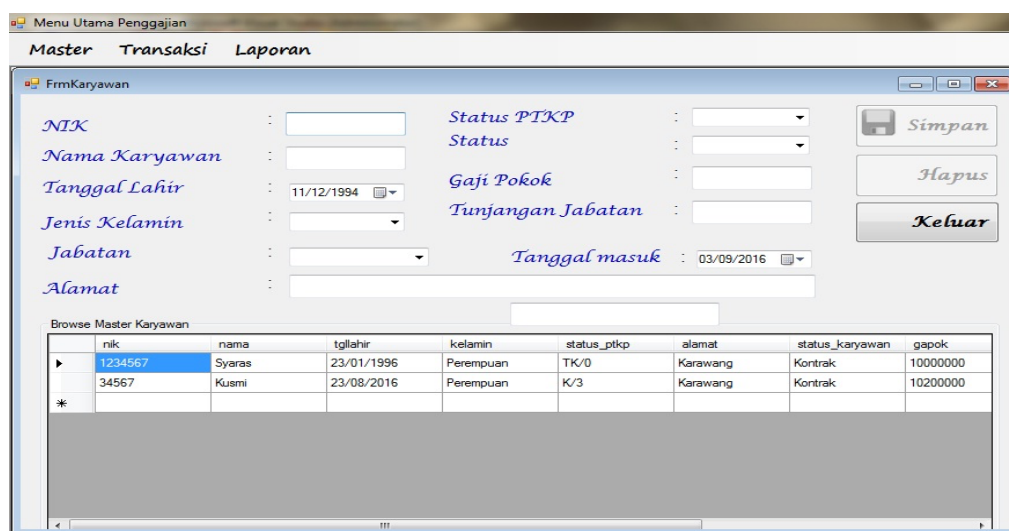 Menu Utama Penggajian
Master Transaksi Laporan
FrmKaryawan
NIK :
Nama Karyawan :
Tanggal Lahir : 11/12/1994
Jenis Kelamin :
Jabatan :
Alamat :
Status PTKP :
Status :
Gaji Pokok :
Tunjangan Jabatan :
Tanggal masuk : 03/09/2016
Simpan
Hapus
Keluar
Browse Master Karyawan
nik nama tgllahir kelamin status_ptkp alamat status_karyawan gapok
1234567 Syaras 23/01/1996 Perempuan TK/0 Karawang Kontrak 10000000
34567 Kusmi 23/08/2016 Perempuan K/3 Karawang Kontrak 10200000